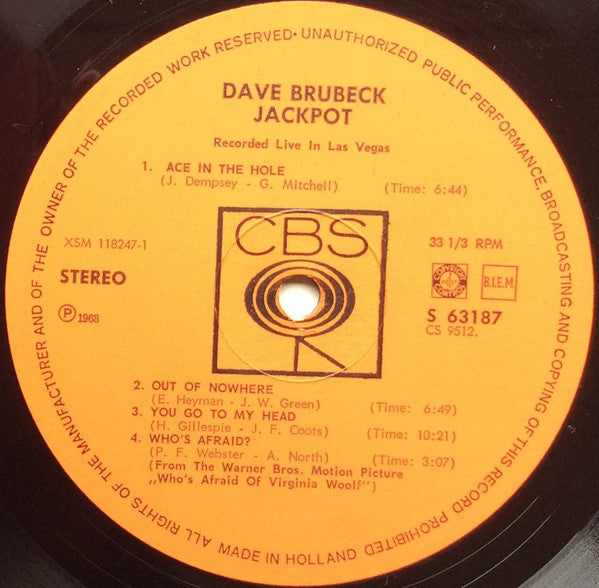 ALL RIGHTS OF THE MANUFACTURER AND OF THE OWNER OF THE RECORDED WORK RESERVED · UNAUTHORIZED PUBLIC PERFORMANCE, BROADCASTING AND COPYING OF THIS RECORD PROHIBITED
DAVE BRUBECK
JACKPOT
Recorded Live In Las Vegas
1. ACE IN THE HOLE
(J. Dempsey - G. Mitchell) (Time: 6:44)
CBS
XSM 118247-1
33 1/3 RPM
STEREO
COPYRIGHT CONTROL
B.I.E.M.
℗ 1968
S 63187
CS 9512.
2. OUT OF NOWHERE
(E. Heyman - J. W. Green) (Time: 6:49)
3. YOU GO TO MY HEAD
(H. Gillespie - J. F. Coots) (Time: 10:21)
4. WHO'S AFRAID?
(P. F. Webster - A. North) (Time: 3:07)
(From The Warner Bros. Motion Picture
,,Who's Afraid Of Virginia Woolf")
MADE IN HOLLAND